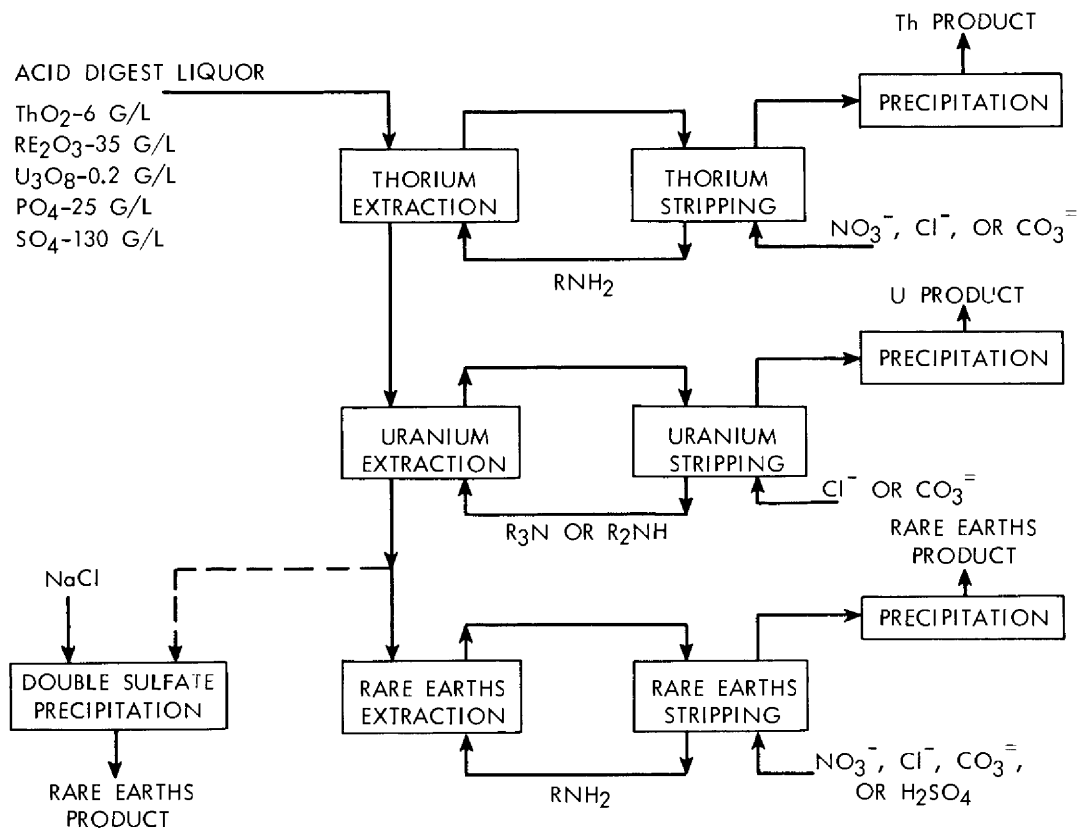 Th PRODUCT
ACID DIGEST LIQUOR
ThO2-6 G/L
RE2O3-35 G/L
U3O8-0.2 G/L
PO4-25 G/L
SO4-130 G/L
PRECIPITATION
THORIUM
EXTRACTION
THORIUM
STRIPPING
NO3⁻, Cl⁻, OR CO3⁼
RNH2
U PRODUCT
PRECIPITATION
URANIUM
EXTRACTION
URANIUM
STRIPPING
Cl⁻ OR CO3⁼
R3N OR R2NH
RARE EARTHS
PRODUCT
NaCl
PRECIPITATION
DOUBLE SULFATE
PRECIPITATION
RARE EARTHS
EXTRACTION
RARE EARTHS
STRIPPING
NO3⁻, Cl⁻, CO3⁼,
OR H2SO4
RNH2
RARE EARTHS
PRODUCT